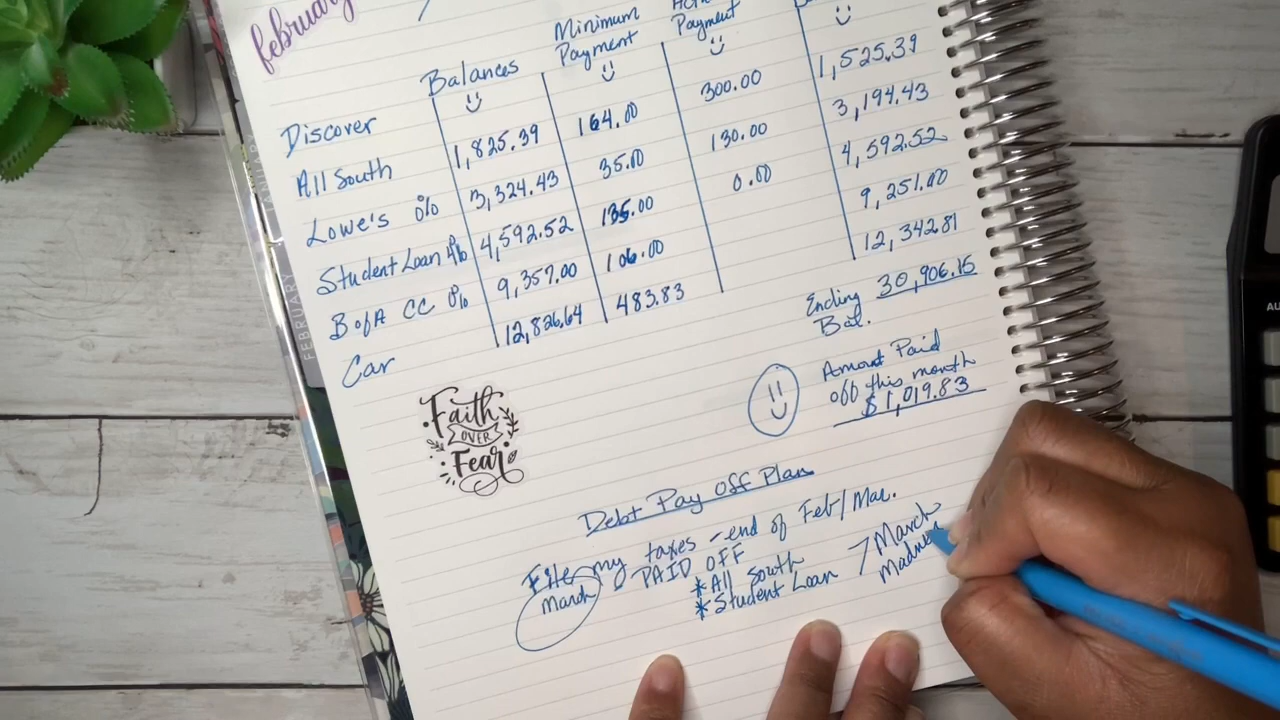 february
Balances
Minimum Payment
Payment
Discover 1,825.39 164.00 300.00 1,525.39
All South 3,324.43 35.00 130.00 3,194.43
Lowe's 0% 4,592.52 135.00 0.00 4,592.52
Student Loan 4% 9,357.00 106.00 9,251.00
BofA CC 0% 12,826.64 483.83 12,342.81
Car
Ending Bal. 30,906.15
Amount Paid
off this month
$1,019.83
Faith
OVER
Fear
Debt Pay Off Plan
File my taxes - end of Feb/Mar.
March PAID OFF
* All South
* Student Loan
March
FEBRUARY